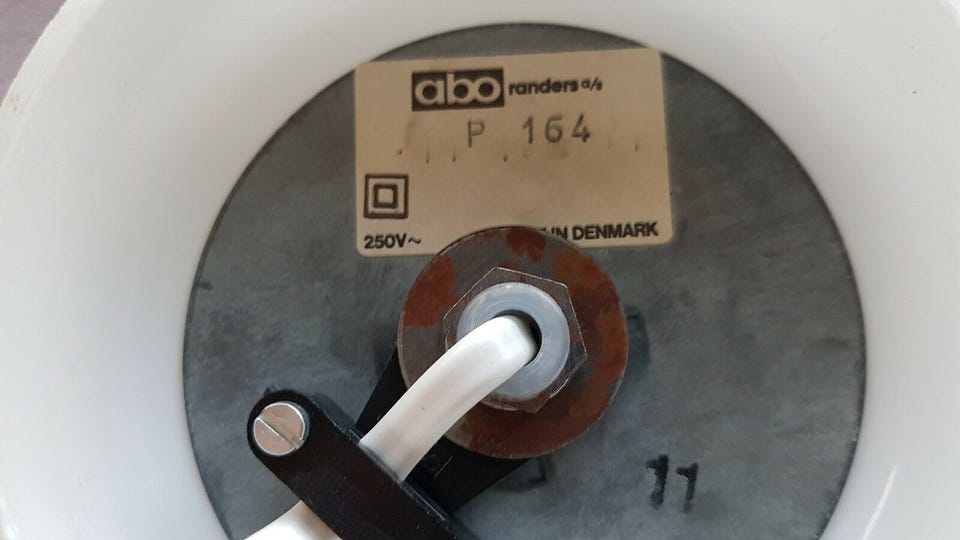 abo randers a/s
P 164
250V~ IN DENMARK
11